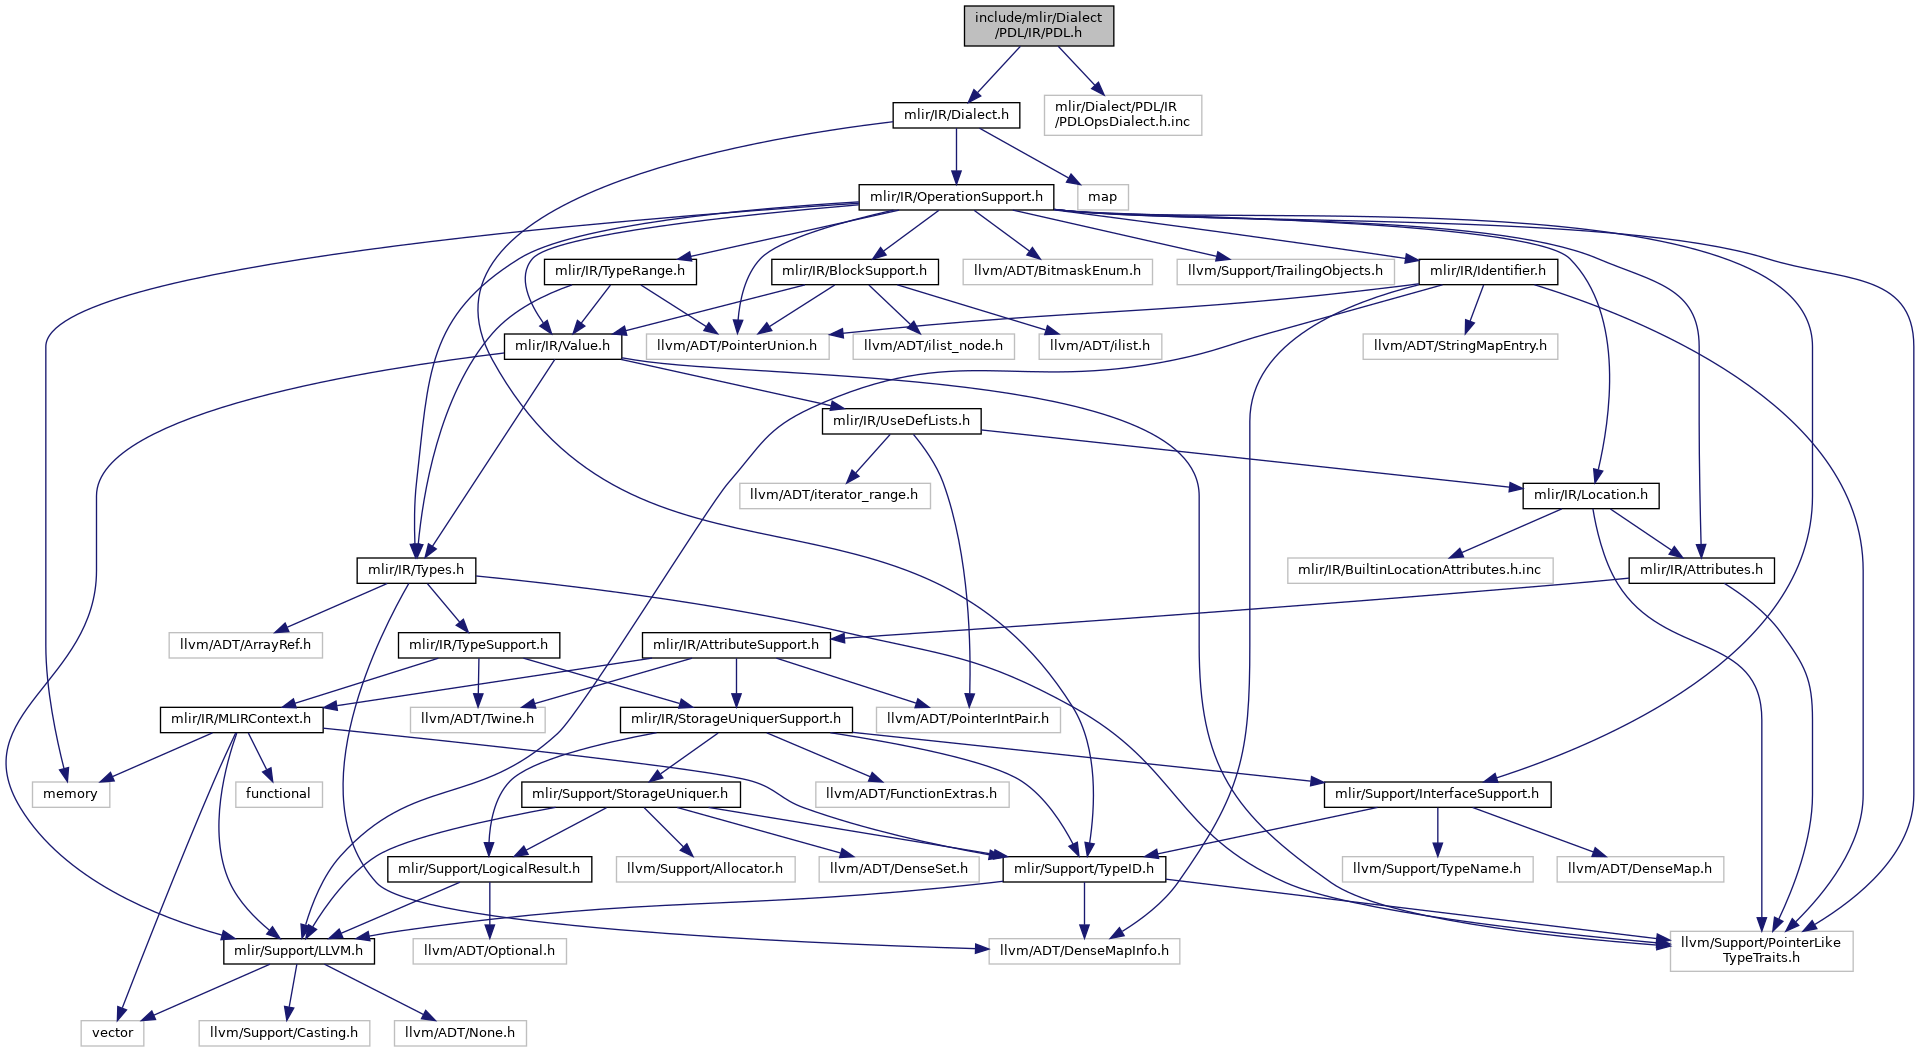 include/mlir/Dialect
/PDL/IR/PDL.h
mlir/IR/Dialect.h
mlir/Dialect/PDL/IR
/PDLOpsDialect.h.inc
mlir/IR/OperationSupport.h
map
mlir/IR/TypeRange.h
mlir/IR/BlockSupport.h
llvm/ADT/BitmaskEnum.h
llvm/Support/TrailingObjects.h
mlir/IR/Identifier.h
mlir/IR/Value.h
llvm/ADT/PointerUnion.h
llvm/ADT/ilist_node.h
llvm/ADT/ilist.h
llvm/ADT/StringMapEntry.h
mlir/IR/UseDefLists.h
llvm/ADT/iterator_range.h
mlir/IR/Location.h
mlir/IR/Types.h
mlir/IR/BuiltinLocationAttributes.h.inc
mlir/IR/Attributes.h
llvm/ADT/ArrayRef.h
mlir/IR/TypeSupport.h
mlir/IR/AttributeSupport.h
mlir/IR/MLIRContext.h
llvm/ADT/Twine.h
mlir/IR/StorageUniquerSupport.h
llvm/ADT/PointerIntPair.h
memory
functional
mlir/Support/StorageUniquer.h
llvm/ADT/FunctionExtras.h
mlir/Support/InterfaceSupport.h
mlir/Support/LogicalResult.h
llvm/Support/Allocator.h
llvm/ADT/DenseSet.h
mlir/Support/TypeID.h
llvm/Support/TypeName.h
llvm/ADT/DenseMap.h
mlir/Support/LLVM.h
llvm/ADT/Optional.h
llvm/ADT/DenseMapInfo.h
llvm/Support/PointerLike
TypeTraits.h
vector
llvm/Support/Casting.h
llvm/ADT/None.h